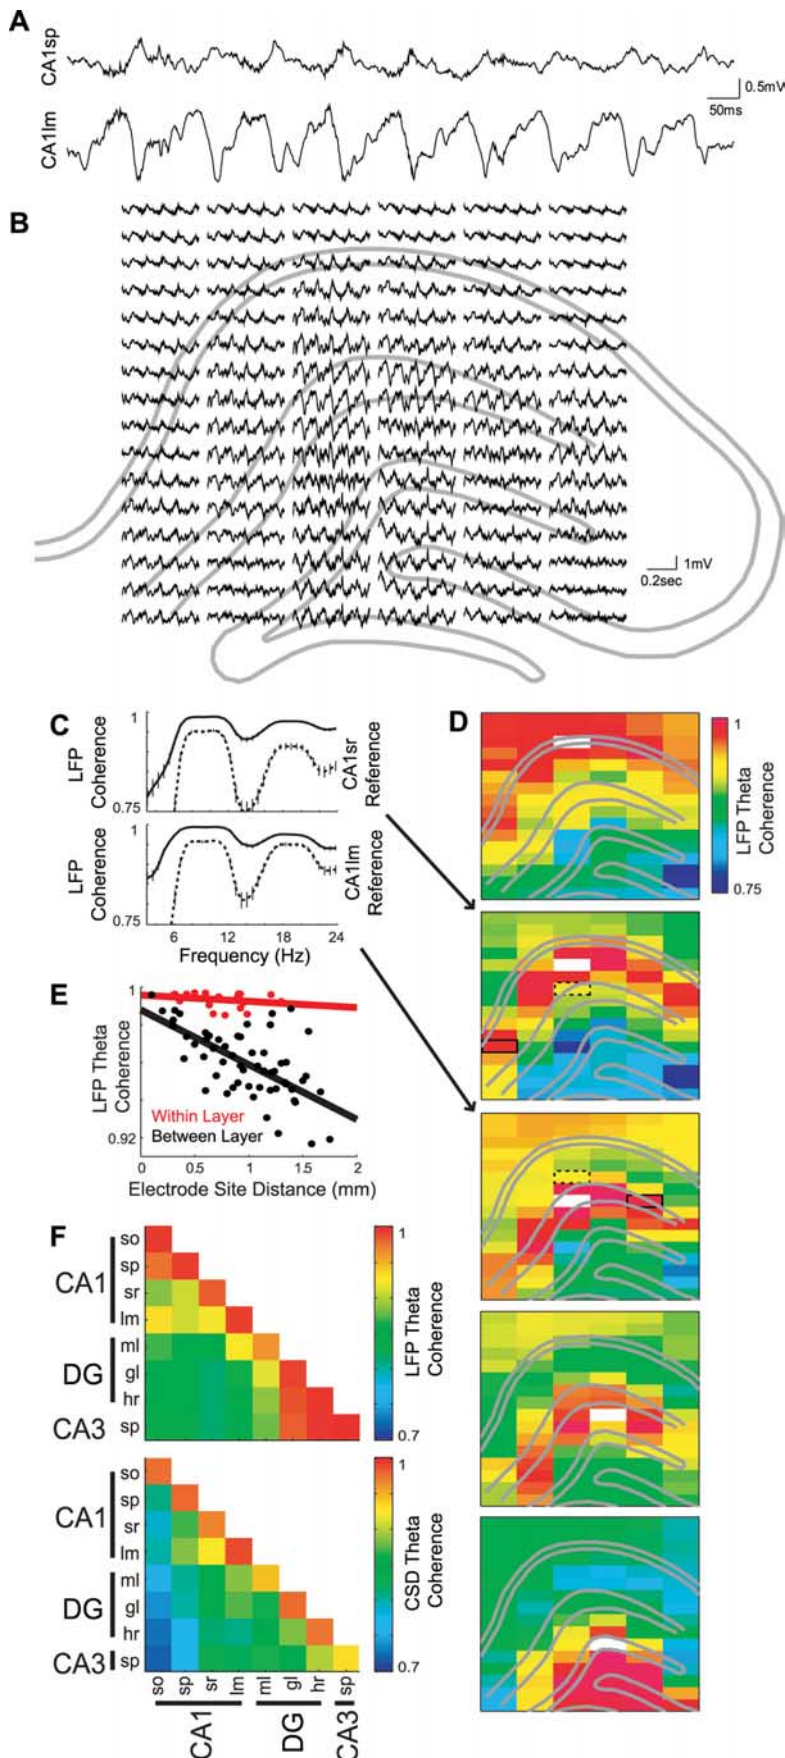 A
CA1sp
CA1lm
0.5mV
50ms
B
1mV
0.2sec
C
1
LFP
Coherence
0.75
CA1sr
Reference
1
LFP
Coherence
0.75
CA1lm
Reference
6 12 18 24
Frequency (Hz)
D
1
LFP Theta
Coherence
0.75
E
1
LFP Theta
Coherence
0.92
Within Layer
Between Layer
0 0.5 1 1.5 2
Electrode Site Distance (mm)
F
CA1
so
sp
sr
lm
DG
ml
gl
hr
CA3
sp
1
LFP Theta
Coherence
0.7
CA1
so
sp
sr
lm
DG
ml
gl
hr
CA3
sp
1
CSD Theta
Coherence
0.7
so sp sr lm ml gl hr sp
CA1 DG CA3